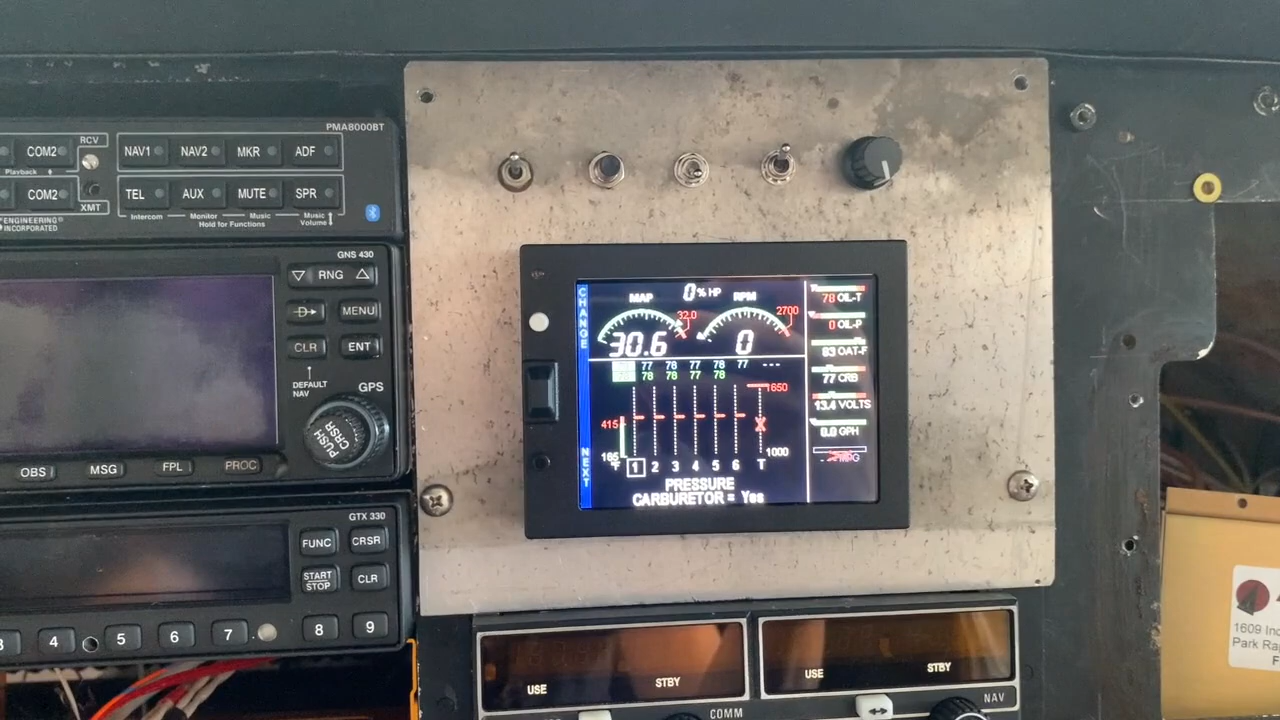 PMA8000BT
RCV
COM2 NAV1 NAV2 MKR ADF
Playback
COM2 TEL AUX MUTE SPR
XMT
Intercom Monitor Music Music
Hold for Functions Volume
ENGINEERING
INCORPORATED
GNS 430
RNG
D MENU
CLR ENT
DEFAULT
NAV
GPS
PUSH
CRSR
OBS MSG FPL PROC
GTX 330
FUNC CRSR
START
STOP CLR
4 5 6 7 8 9
CHANGE
NEXT
0 % HP
MAP RPM
32.0 2700
30.6 0
78 OIL-T
0 OIL-P
83 OAT-F
77 CRB
13.4 VOLTS
0.0 GPH
77 78 77 78 77 ---
78 78 77 78
1650
415
X
165 1000
°F 1 2 3 4 5 6 T
PRESSURE
CARBURETOR = Yes
USE STBY USE STBY
COMM NAV
1609 Inc
Park Rap